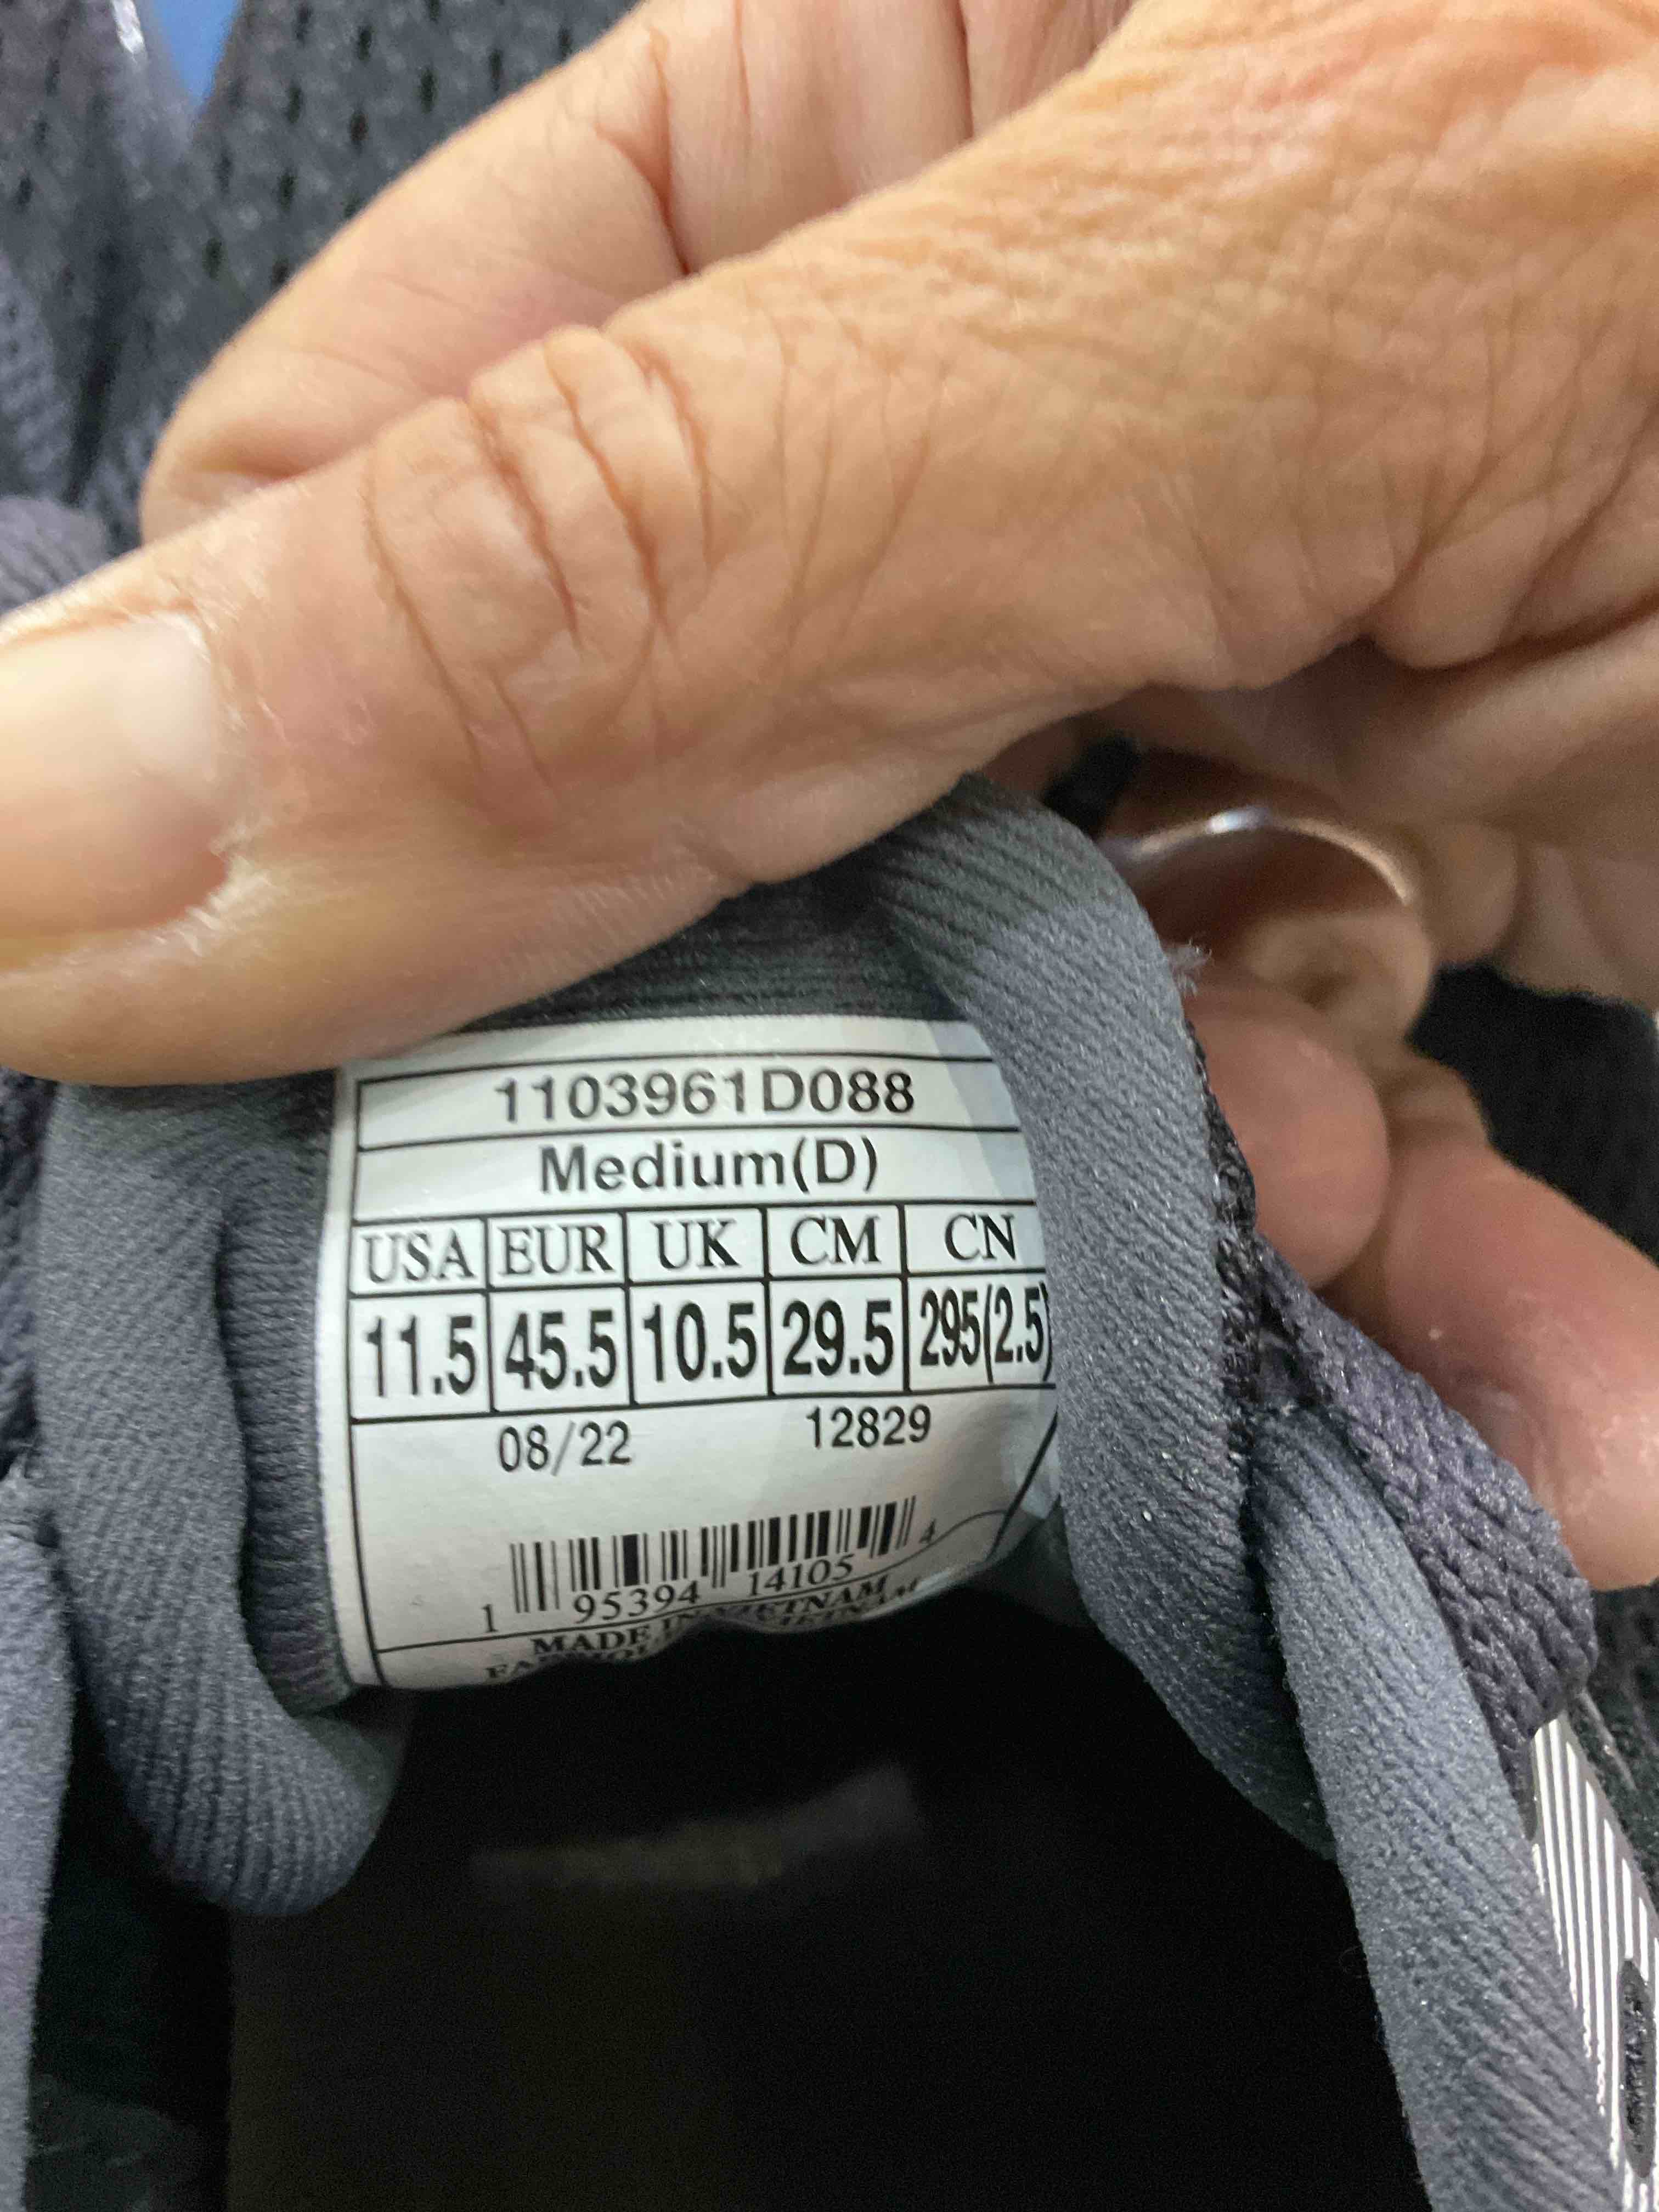 1103961D088
Medium(D)
USA EUR UK CM CN
11.5 45.5 10.5 29.5 295(2.5)
08/22 12829
1 95394 14105 4
MADE IN VIETNAM